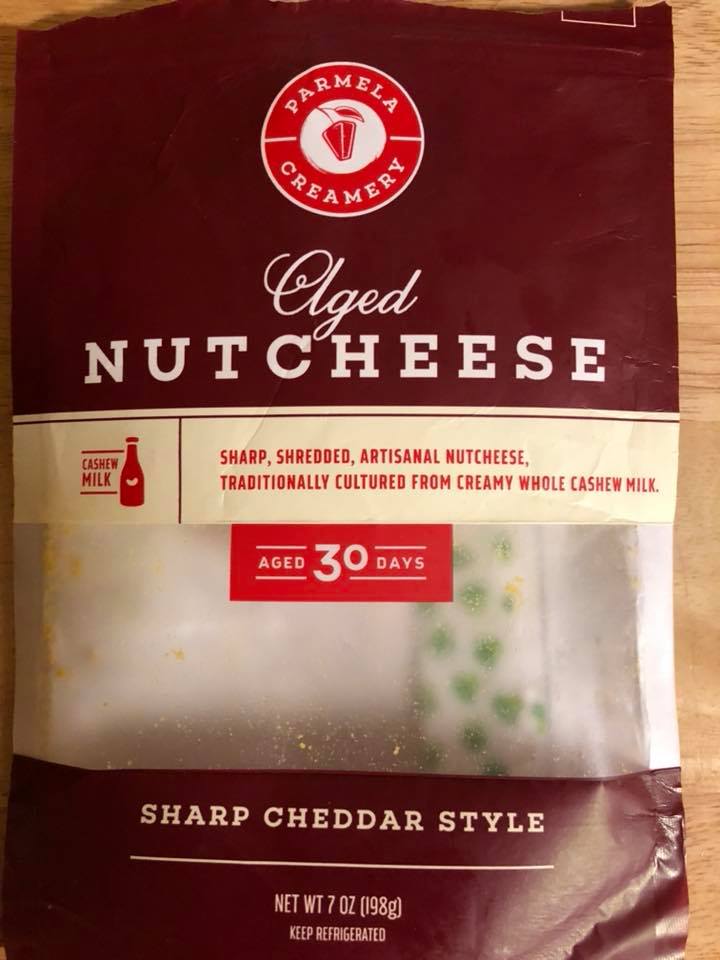 PARMELA
CREAMERY
Aged
NUTCHEESE
CASHEW
MILK
SHARP, SHREDDED, ARTISANAL NUTCHEESE,
TRADITIONALLY CULTURED FROM CREAMY WHOLE CASHEW MILK.
AGED 30 DAYS
SHARP CHEDDAR STYLE
NET WT 7 OZ (198g)
KEEP REFRIGERATED